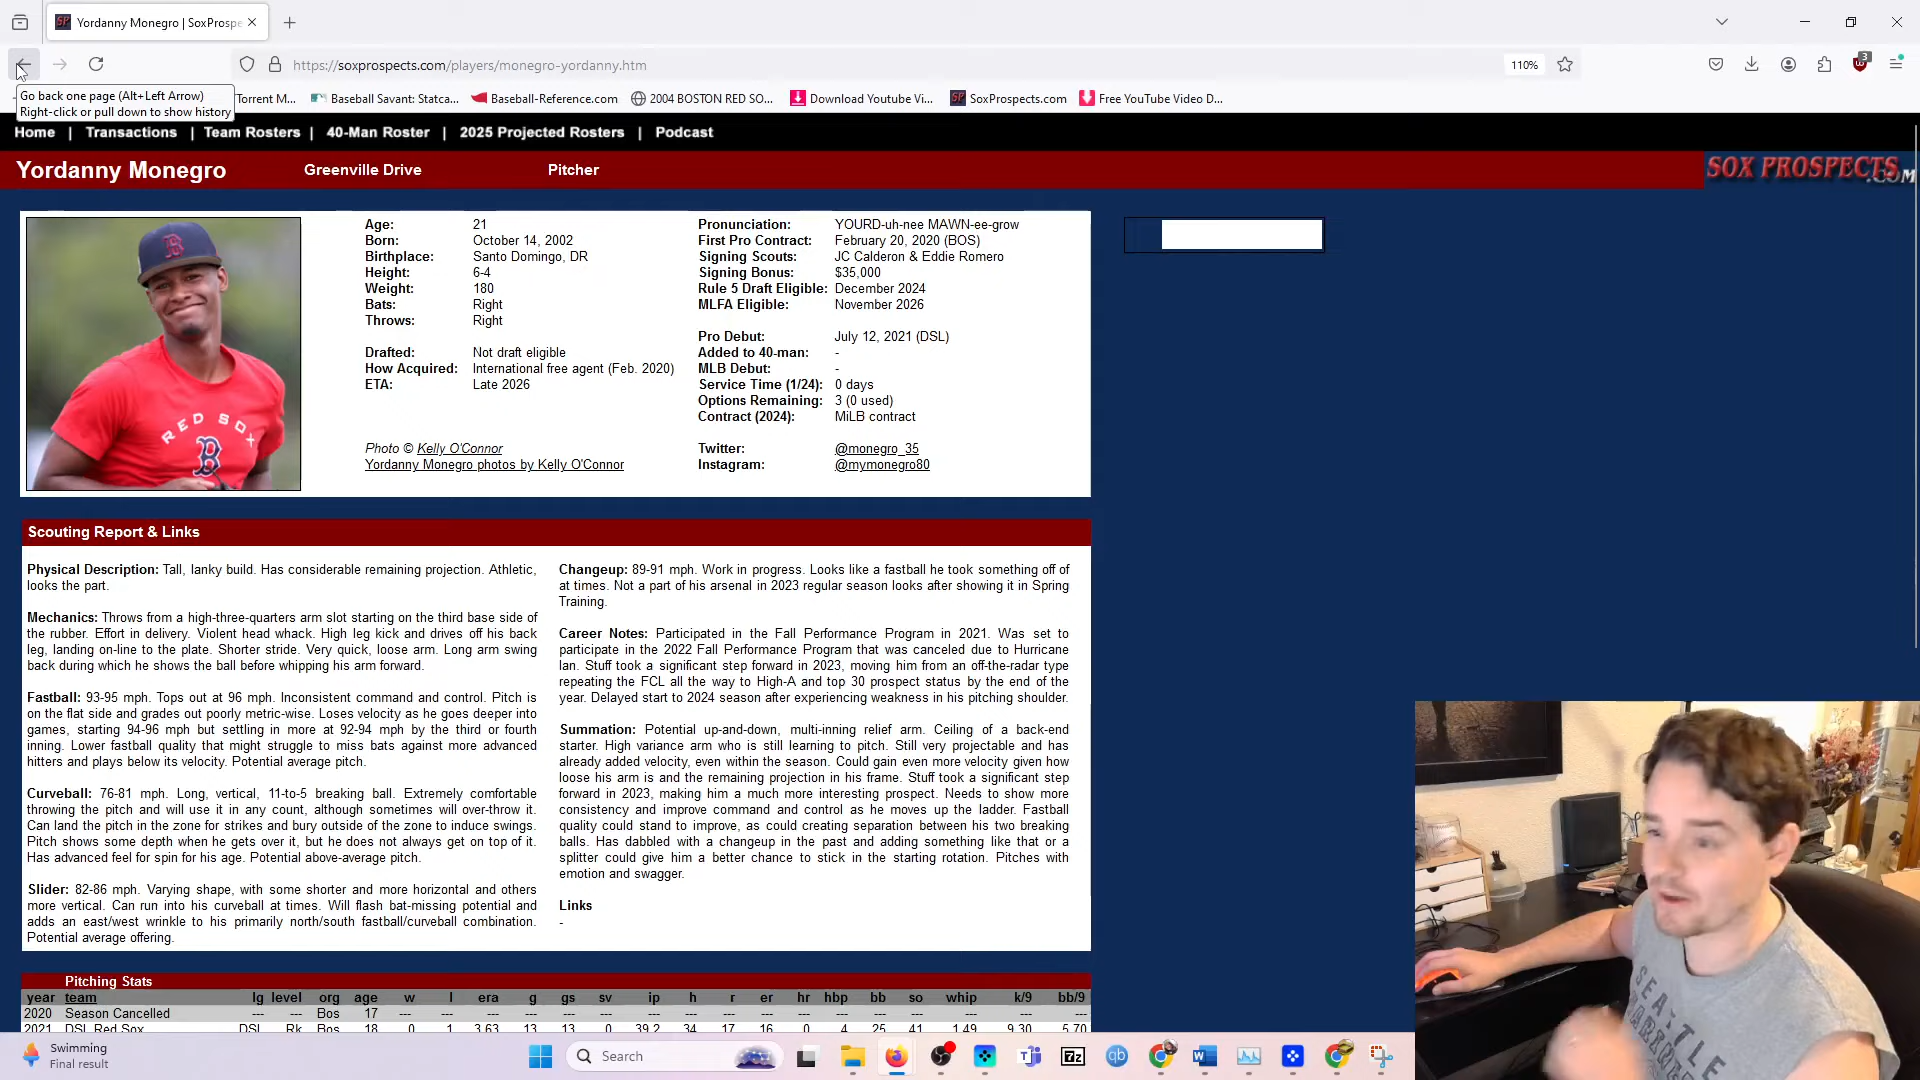 Yordanny Monegro | SoxProspe
https://soxprospects.com/players/monegro-yordanny.htm
110%
3
Go back one page (Alt+Left Arrow)
Right-click or pull down to show history
Torrent M...
Baseball Savant: Statca...
Baseball-Reference.com
2004 BOSTON RED SO...
Download Youtube Vi...
SoxProspects.com
Free YouTube Video D...
Home | Transactions | Team Rosters | 40-Man Roster | 2025 Projected Rosters | Podcast
Yordanny Monegro Greenville Drive Pitcher
SOX PROSPECTS.COM
Age: 21
Born: October 14, 2002
Birthplace: Santo Domingo, DR
Height: 6-4
Weight: 180
Bats: Right
Throws: Right
Drafted: Not draft eligible
How Acquired: International free agent (Feb. 2020)
ETA: Late 2026
Photo © Kelly O'Connor
Yordanny Monegro photos by Kelly O'Connor
Pronunciation: YOURD-uh-nee MAWN-ee-grow
First Pro Contract: February 20, 2020 (BOS)
Signing Scouts: JC Calderon & Eddie Romero
Signing Bonus: $35,000
Rule 5 Draft Eligible: December 2024
MLFA Eligible: November 2026
Pro Debut: July 12, 2021 (DSL)
Added to 40-man: -
MLB Debut: -
Service Time (1/24): 0 days
Options Remaining: 3 (0 used)
Contract (2024): MiLB contract
Twitter: @monegro_35
Instagram: @mymonegro80
RED SOX
B
Scouting Report & Links
Physical Description: Tall, lanky build. Has considerable remaining projection. Athletic,
looks the part.
Mechanics: Throws from a high-three-quarters arm slot starting on the third base side of
the rubber. Effort in delivery. Violent head whack. High leg kick and drives off his back
leg, landing on-line to the plate. Shorter stride. Very quick, loose arm. Long arm swing
back during which he shows the ball before whipping his arm forward.
Fastball: 93-95 mph. Tops out at 96 mph. Inconsistent command and control. Pitch is
on the flat side and grades out poorly metric-wise. Loses velocity as he goes deeper into
games, starting 94-96 mph but settling in more at 92-94 mph by the third or fourth
inning. Lower fastball quality that might struggle to miss bats against more advanced
hitters and plays below its velocity. Potential average pitch.
Curveball: 76-81 mph. Long, vertical, 11-to-5 breaking ball. Extremely comfortable
throwing the pitch and will use it in any count, although sometimes will over-throw it.
Can land the pitch in the zone for strikes and bury outside of the zone to induce swings.
Pitch shows some depth when he gets over it, but he does not always get on top of it.
Has advanced feel for spin for his age. Potential above-average pitch.
Slider: 82-86 mph. Varying shape, with some shorter and more horizontal and others
more vertical. Can run into his curveball at times. Will flash bat-missing potential and
adds an east/west wrinkle to his primarily north/south fastball/curveball combination.
Potential average offering.
Changeup: 89-91 mph. Work in progress. Looks like a fastball he took something off of
at times. Not a part of his arsenal in 2023 regular season looks after showing it in Spring
Training.
Career Notes: Participated in the Fall Performance Program in 2021. Was set to
participate in the 2022 Fall Performance Program that was canceled due to Hurricane
Ian. Stuff took a significant step forward in 2023, moving him from an off-the-radar type
repeating the FCL all the way to High-A and top 30 prospect status by the end of the
year. Delayed start to 2024 season after experiencing weakness in his pitching shoulder.
Summation: Potential up-and-down, multi-inning relief arm. Ceiling of a back-end
starter. High variance arm who is still learning to pitch. Still very projectable and has
already added velocity, even within the season. Could gain even more velocity given how
loose his arm is and the remaining projection in his frame. Stuff took a significant step
forward in 2023, making him a much more interesting prospect. Needs to show more
consistency and improve command and control as he moves up the ladder. Fastball
quality could stand to improve, as could creating separation between his two breaking
balls. Has dabbled with a changeup in the past and adding something like that or a
splitter could give him a better chance to stick in the starting rotation. Pitches with
emotion and swagger.
Links
-
Pitching Stats
year team lg level org age w l era g gs sv ip h r er hr hbp bb so whip k/9 bb/9
2020 Season Cancelled --- --- Bos 17 --- --- --- --- --- --- --- --- --- --- --- --- --- --- --- --- ---
2021 DSL Red Sox DSL Rk Bos 18 0 1 3.63 13 13 0 39.2 34 17 16 0 4 25 41 1.49 9.30 5.70
SEATTLE
Swimming
Final result
Search
7z
qb